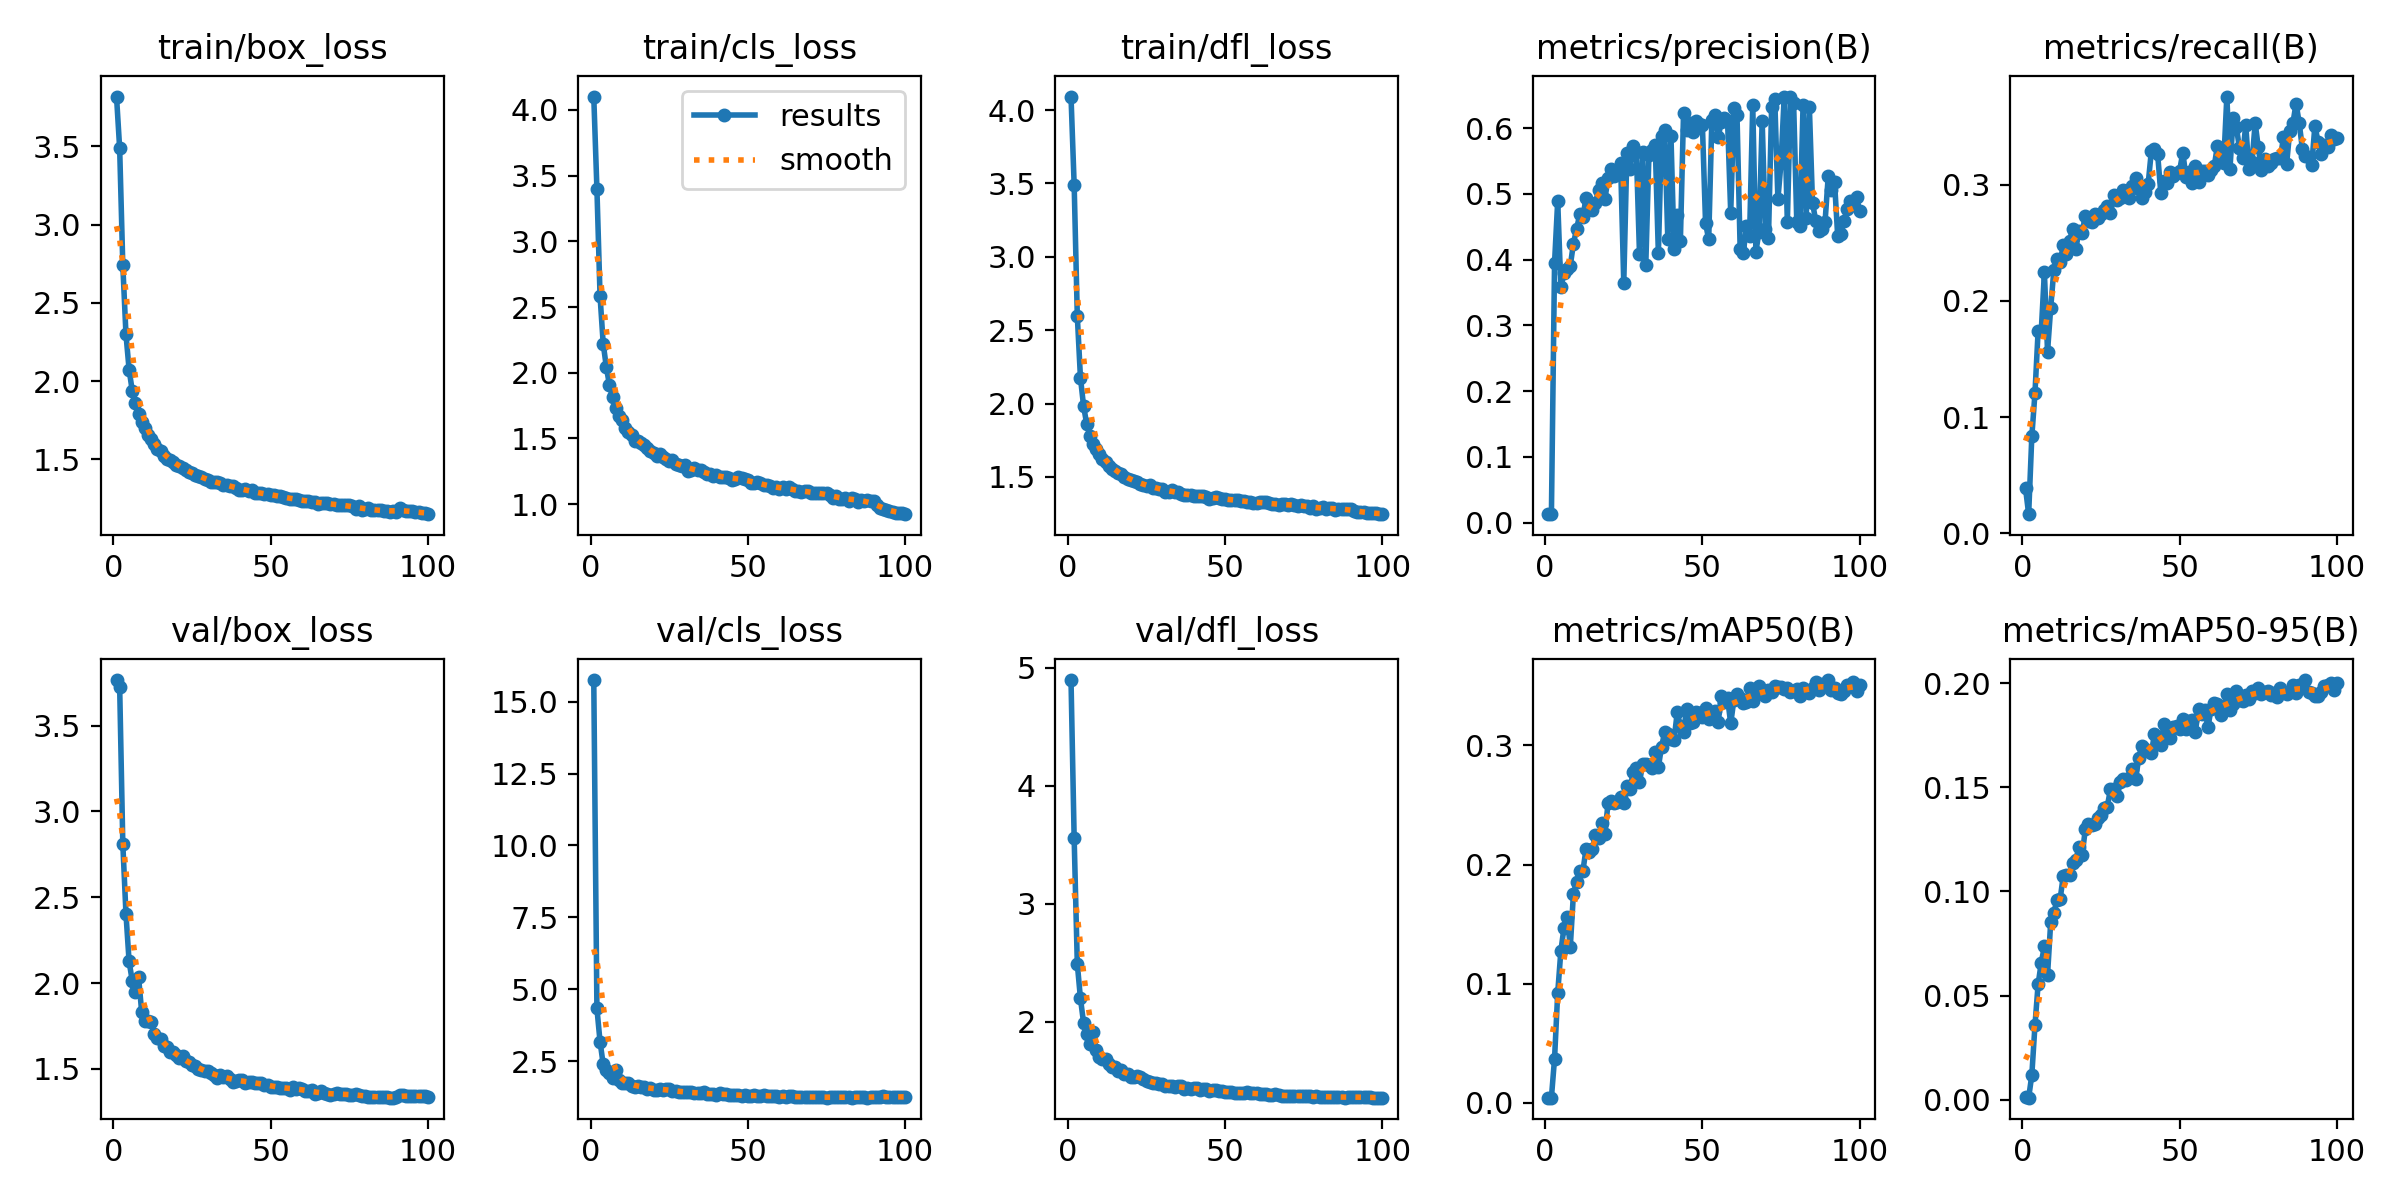 train/box_loss
3.5
3.0
2.5
2.0
1.5
0 50 100
train/cls_loss
results
smooth
4.0
3.5
3.0
2.5
2.0
1.5
1.0
0 50 100
train/dfl_loss
4.0
3.5
3.0
2.5
2.0
1.5
0 50 100
metrics/precision(B)
0.6
0.5
0.4
0.3
0.2
0.1
0.0
0 50 100
metrics/recall(B)
0.3
0.2
0.1
0.0
0 50 100
val/box_loss
3.5
3.0
2.5
2.0
1.5
0 50 100
val/cls_loss
15.0
12.5
10.0
7.5
5.0
2.5
0 50 100
val/dfl_loss
5
4
3
2
0 50 100
metrics/mAP50(B)
0.3
0.2
0.1
0.0
0 50 100
metrics/mAP50-95(B)
0.20
0.15
0.10
0.05
0.00
0 50 100